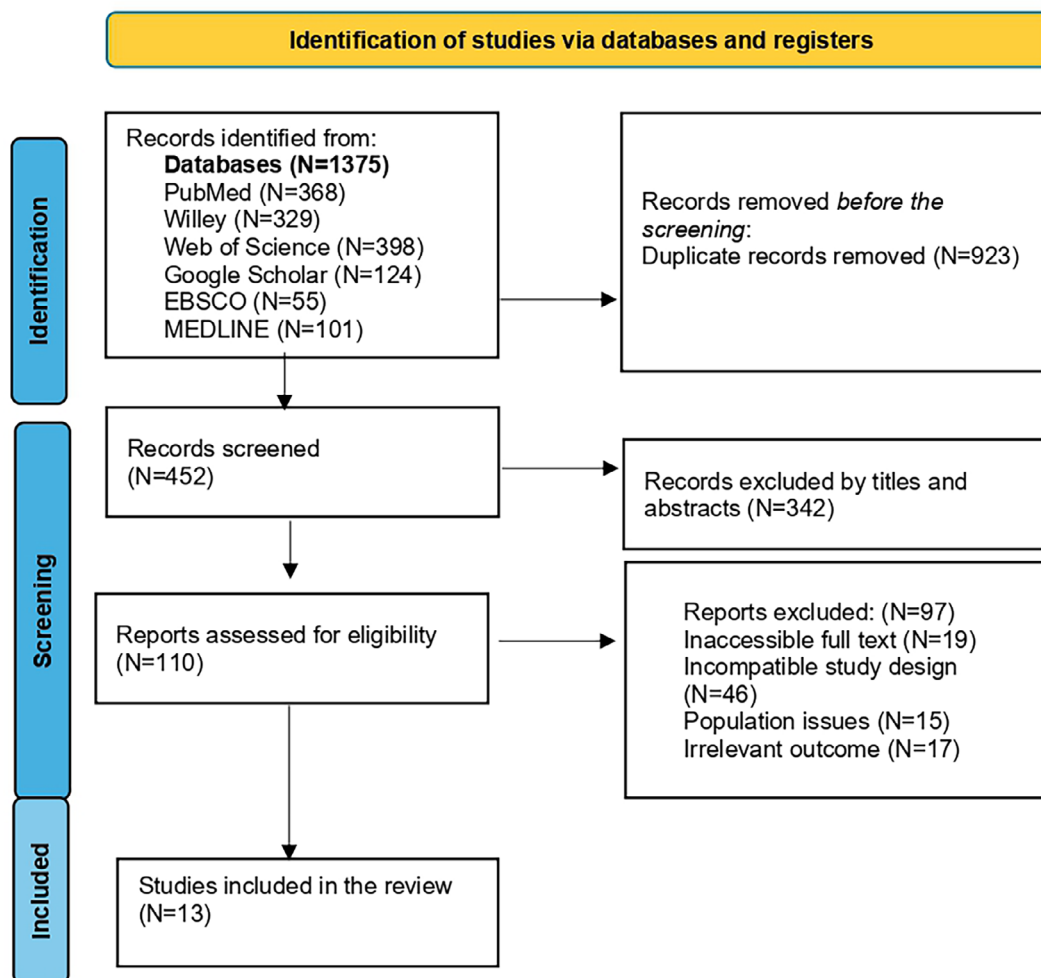 Identification of studies via databases and registers
Identification
Records identified from:
Databases (N=1375)
PubMed (N=368)
Willey (N=329)
Web of Science (N=398)
Google Scholar (N=124)
EBSCO (N=55)
MEDLINE (N=101)
Records removed before the
screening:
Duplicate records removed (N=923)
Screening
Records screened
(N=452)
Records excluded by titles and
abstracts (N=342)
Reports assessed for eligibility
(N=110)
Reports excluded: (N=97)
Inaccessible full text (N=19)
Incompatible study design
(N=46)
Population issues (N=15)
Irrelevant outcome (N=17)
Included
Studies included in the review
(N=13)